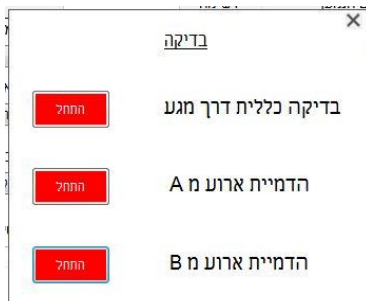 בדיקה
בדיקה כללית דרך מגע
התחל
הדמיית ארוע מ A
התחל
הדמיית ארוע מ B
התחל